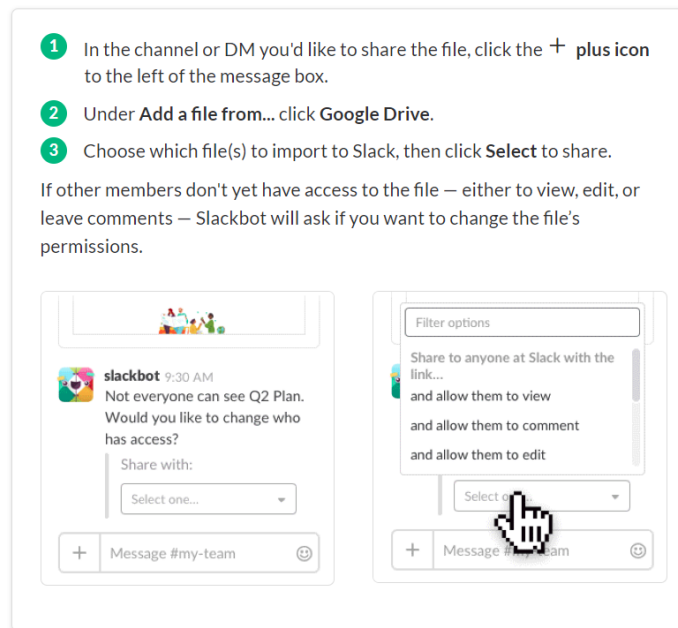 1 In the channel or DM you'd like to share the file, click the + plus icon
to the left of the message box.
2 Under Add a file from... click Google Drive.
3 Choose which file(s) to import to Slack, then click Select to share.
If other members don't yet have access to the file — either to view, edit, or
leave comments — Slackbot will ask if you want to change the file’s
permissions.
slackbot 9:30 AM
Not everyone can see Q2 Plan.
Would you like to change who
has access?
Share with:
Select one...
+ Message #my-team
Filter options
Share to anyone at Slack with the
link...
and allow them to view
and allow them to comment
and allow them to edit
Select
+ Message